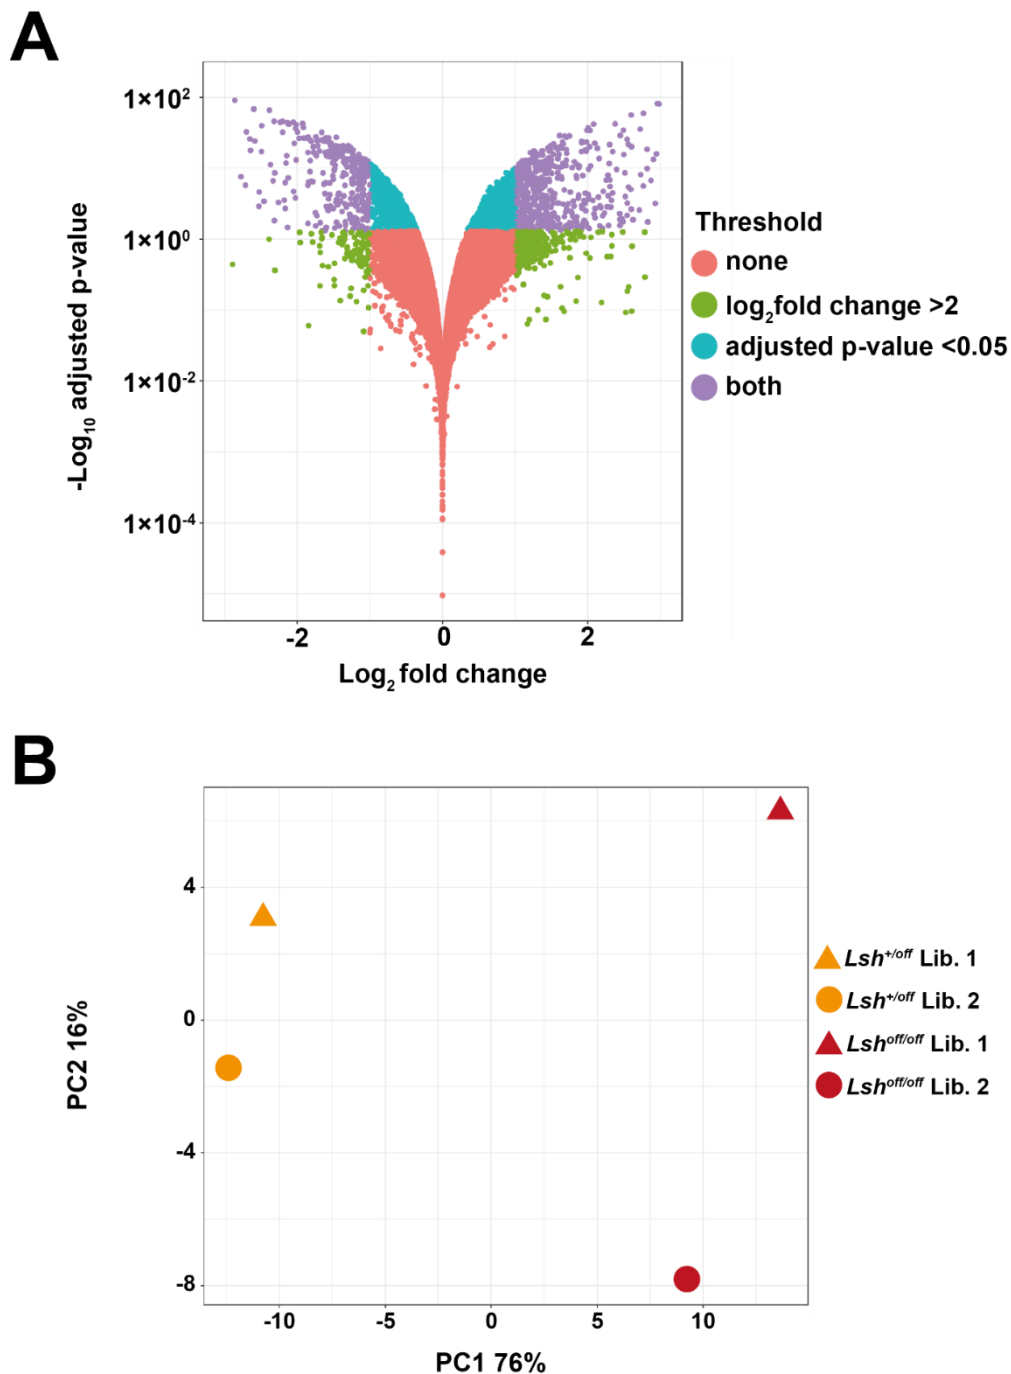 A
1×10²
1×10⁰
1×10⁻²
1×10⁻⁴
-Log₁₀ adjusted p-value
-2
0
2
Log₂ fold change
Threshold
none
log₂fold change >2
adjusted p-value <0.05
both
B
4
0
-4
-8
PC2 16%
-10
-5
0
5
10
PC1 76%
Lsh⁺/ᵒᶠᶠ Lib. 1
Lsh⁺/ᵒᶠᶠ Lib. 2
Lshᵒᶠᶠ/ᵒᶠᶠ Lib. 1
Lshᵒᶠᶠ/ᵒᶠᶠ Lib. 2